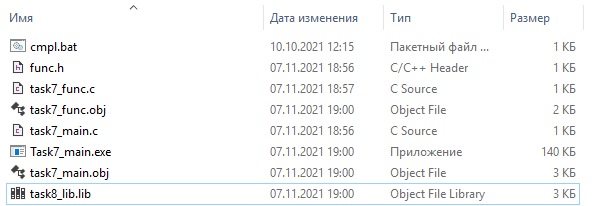 Имя Дата изменения Тип Размер
cmpl.bat 10.10.2021 12:15 Пакетный файл ... 1 КБ
func.h 07.11.2021 18:56 C/C++ Header 1 КБ
task7_func.c 07.11.2021 18:57 C Source 1 КБ
task7_func.obj 07.11.2021 19:00 Object File 2 КБ
task7_main.c 07.11.2021 18:56 C Source 1 КБ
Task7_main.exe 07.11.2021 19:00 Приложение 140 КБ
task7_main.obj 07.11.2021 19:00 Object File 3 КБ
task8_lib.lib 07.11.2021 19:00 Object File Library 3 КБ